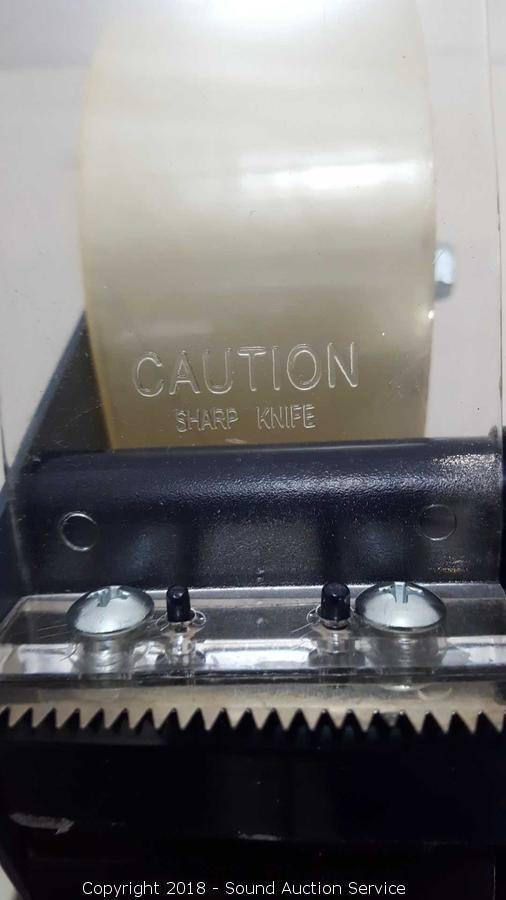 CAUTION
SHARP KNIFE
Copyright 2018 - Sound Auction Service